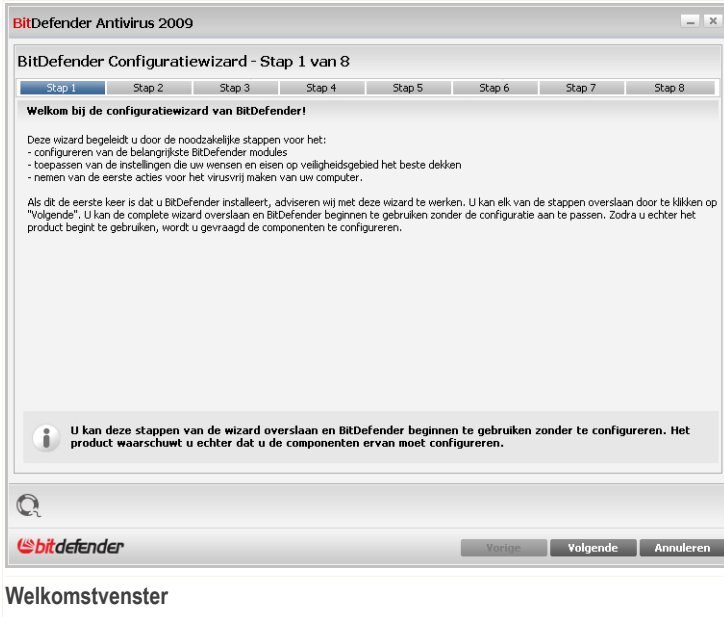 BitDefender Antivirus 2009
BitDefender Configuratiewizard - Stap 1 van 8
Stap 1 Stap 2 Stap 3 Stap 4 Stap 5 Stap 6 Stap 7 Stap 8
Welkom bij de configuratiewizard van BitDefender!
Deze wizard begeleidt u door de noodzakelijke stappen voor het:
- configureren van de belangrijkste BitDefender modules
- toepassen van de instellingen die uw wensen en eisen op veiligheidsgebied het beste dekken
- nemen van de eerste acties voor het virusvrij maken van uw computer.
Als dit de eerste keer is dat u BitDefender installeert, adviseren wij met deze wizard te werken. U kan elk van de stappen overslaan door te klikken op
"Volgende". U kan de complete wizard overslaan en BitDefender beginnen te gebruiken zonder de configuratie aan te passen. Zodra u echter het
product begint te gebruiken, wordt u gevraagd de componenten te configureren.
U kan deze stappen van de wizard overslaan en BitDefender beginnen te gebruiken zonder te configureren. Het
product waarschuwt u echter dat u de componenten ervan moet configureren.
bitdefender
Vorige Volgende Annuleren
Welkomstvenster